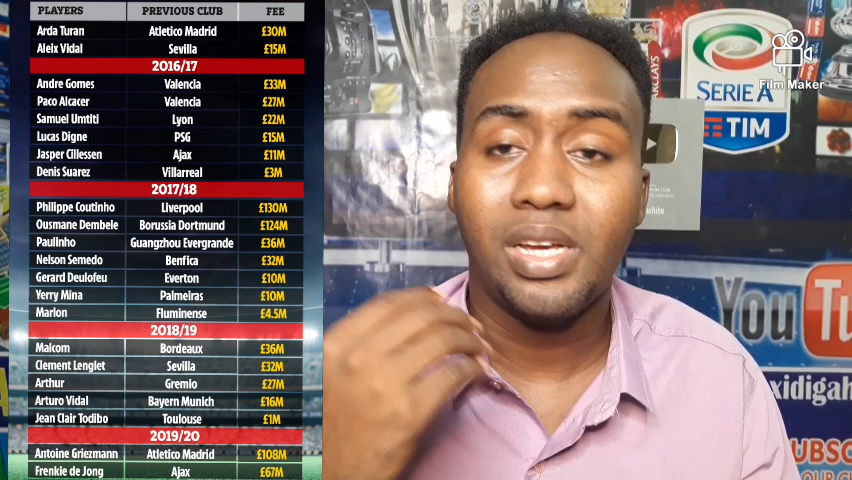 PLAYERS PREVIOUS CLUB FEE
Arda Turan Atletico Madrid £30M
Aleix Vidal Sevilla £15M
2016/17
Andre Gomes Valencia £33M
Paco Alcacer Valencia £27M
Samuel Umtiti Lyon £22M
Lucas Digne PSG £15M
Jasper Cillessen Ajax £11M
Denis Suarez Villarreal £3M
2017/18
Philippe Coutinho Liverpool £130M
Ousmane Dembele Borussia Dortmund £124M
Paulinho Guangzhou Evergrande £36M
Nelson Semedo Benfica £32M
Gerard Deulofeu Everton £10M
Yerry Mina Palmeiras £10M
Marlon Fluminense £4.5M
2018/19
Malcom Bordeaux £36M
Clement Lenglet Sevilla £32M
Arthur Gremio £27M
Arturo Vidal Bayern Munich £16M
Jean Clair Todibo Toulouse £1M
2019/20
Antoine Griezmann Atletico Madrid £108M
Frenkie de Jong Ajax £67M
Film Maker
SERIE A
TIM
You Tu
xidigah
UBSC